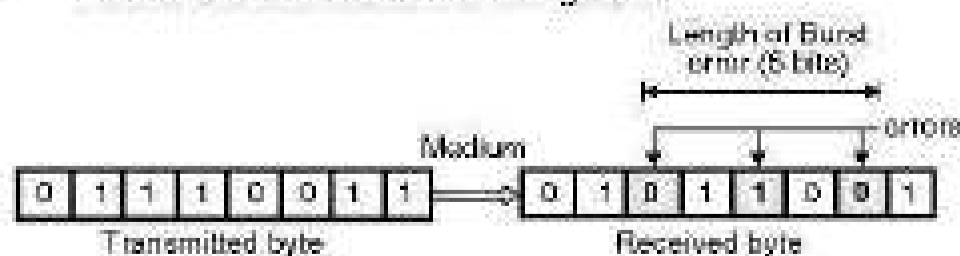 Length of Burst
error (5 bits)
errors
Medium
0 1 1 1 0 0 1 1
0 1 0 1 1 0 0 1
Transmitted byte
Received byte